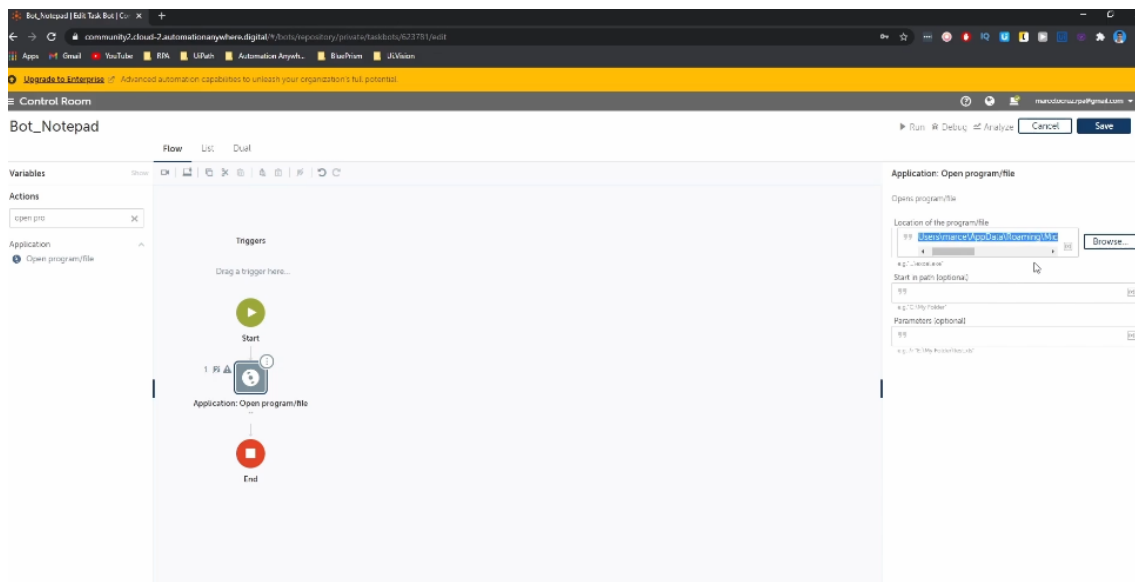 Bot_Notepad | Edit Task Bot | Co
community2.cloud-2.automationanywhere.digital/#/bots/repository/private/taskbots/623781/edit
Apps Gmail YouTube RPA UiPath Automation Anywh... BluePrism UiVision
Upgrade to Enterprise Advanced automation capabilities to unleash your organization's full potential.
Control Room
Bot_Notepad
Run Debug Analyze Cancel Save
Flow List Dual
Variables Show
Application: Open program/file
Actions
Opens program/file
open pro
Location of the program/file
Users\marce\AppData\Roaming\Mic
Browse...
Application
Open program/file
Triggers
Drag a trigger here...
Start in path (optional)
e.g. "C:\My Folder"
Parameters (optional)
Start
1
Application: Open program/file
End